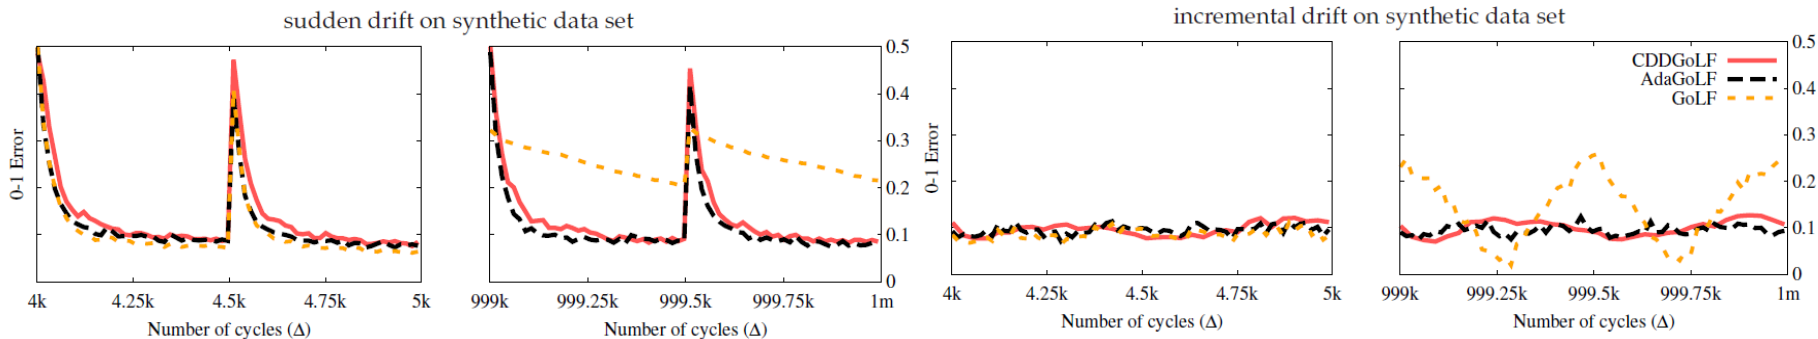 sudden drift on synthetic data set
incremental drift on synthetic data set
0-1 Error
4k 4.25k 4.5k 4.75k 5k
Number of cycles (Δ)
0.5
0.4
0.3
0.2
0.1
0
999k 999.25k 999.5k 999.75k 1m
Number of cycles (Δ)
0-1 Error
4k 4.25k 4.5k 4.75k 5k
Number of cycles (Δ)
CDDGoLF
AdaGoLF
GoLF
0.5
0.4
0.3
0.2
0.1
0
999k 999.25k 999.5k 999.75k 1m
Number of cycles (Δ)